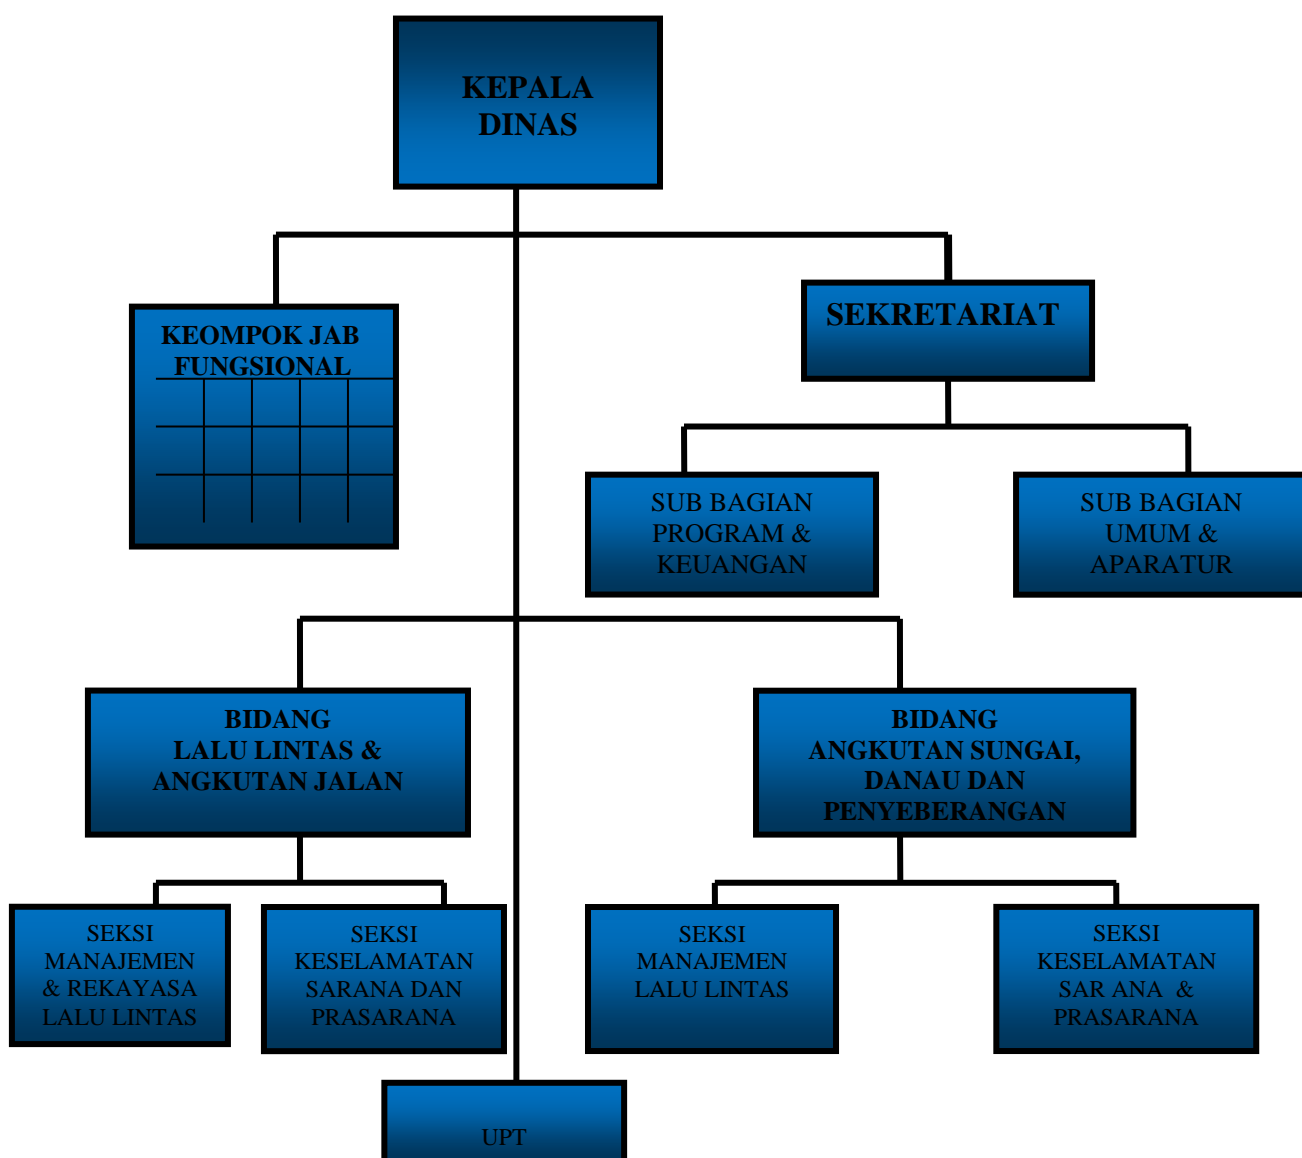 KEPALA
DINAS
KEOMPOK JAB
FUNGSIONAL
SEKRETARIAT
SUB BAGIAN
PROGRAM &
KEUANGAN
SUB BAGIAN
UMUM &
APARATUR
BIDANG
LALU LINTAS &
ANGKUTAN JALAN
BIDANG
ANGKUTAN SUNGAI,
DANAU DAN
PENYEBERANGAN
SEKSI
MANAJEMEN
& REKAYASA
LALU LINTAS
SEKSI
KESELAMATAN
SARANA DAN
PRASARANA
SEKSI
MANAJEMEN
LALU LINTAS
SEKSI
KESELAMATAN
SAR ANA &
PRASARANA
UPT